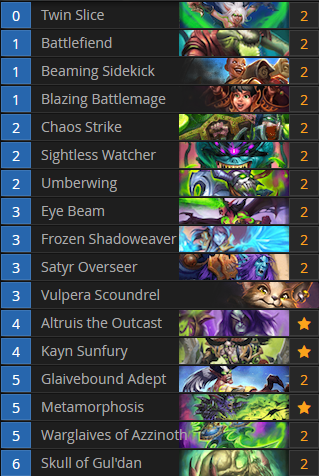 0 Twin Slice 2
1 Battlefiend 2
1 Beaming Sidekick 2
1 Blazing Battlemage 2
2 Chaos Strike 2
2 Sightless Watcher 2
2 Umberwing 2
3 Eye Beam 2
3 Frozen Shadoweaver 2
3 Satyr Overseer 2
3 Vulpera Scoundrel
4 Altruis the Outcast ★
4 Kayn Sunfury ★
5 Glaivebound Adept 2
5 Metamorphosis ★
5 Warglaives of Azzinoth 2
6 Skull of Gul'dan 2